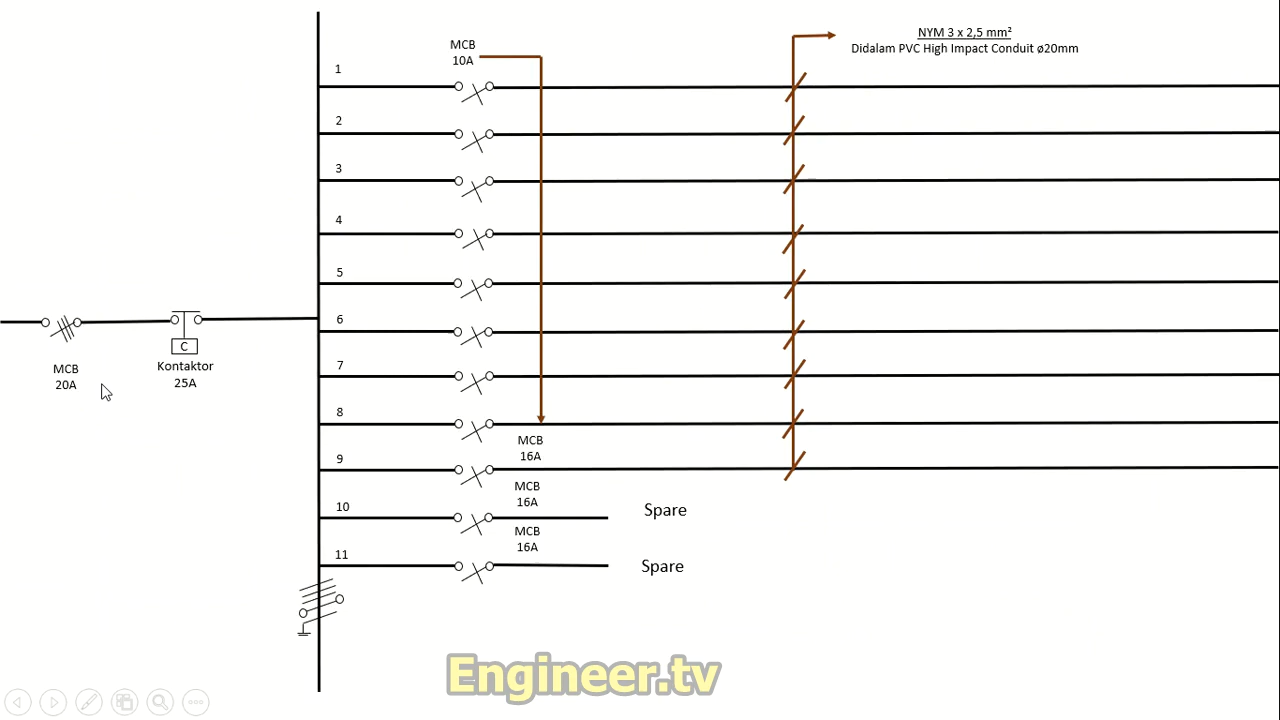 NYM 3 x 2,5 mm²
Didalam PVC High Impact Conduit ø20mm
MCB
10A
1
2
3
4
5
6
7
8
9
10
11
MCB
20A
C
Kontaktor
25A
MCB
16A
MCB
16A
Spare
MCB
16A
Spare
Engineer.tv